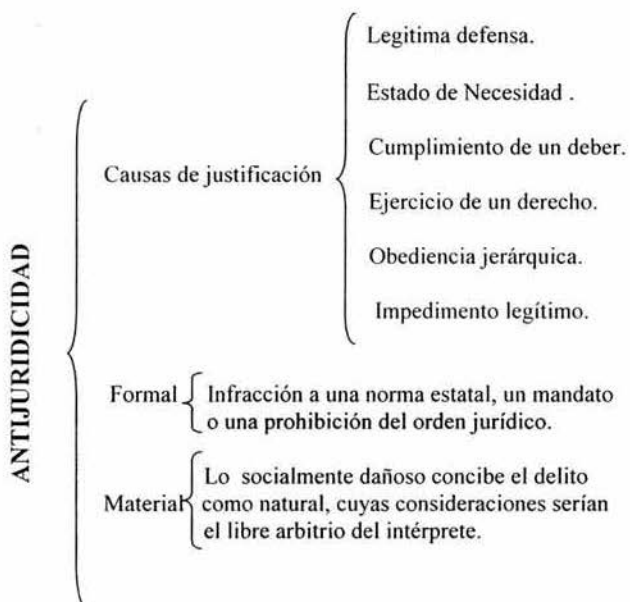 ANTIJURIDICIDAD
Causas de justificación
Legitima defensa.
Estado de Necesidad .
Cumplimiento de un deber.
Ejercicio de un derecho.
Obediencia jerárquica.
Impedimento legítimo.
Formal
Infracción a una norma estatal, un mandato
o una prohibición del orden jurídico.
Material
Lo socialmente dañoso concibe el delito
como natural, cuyas consideraciones serían
el libre arbitrio del intérprete.